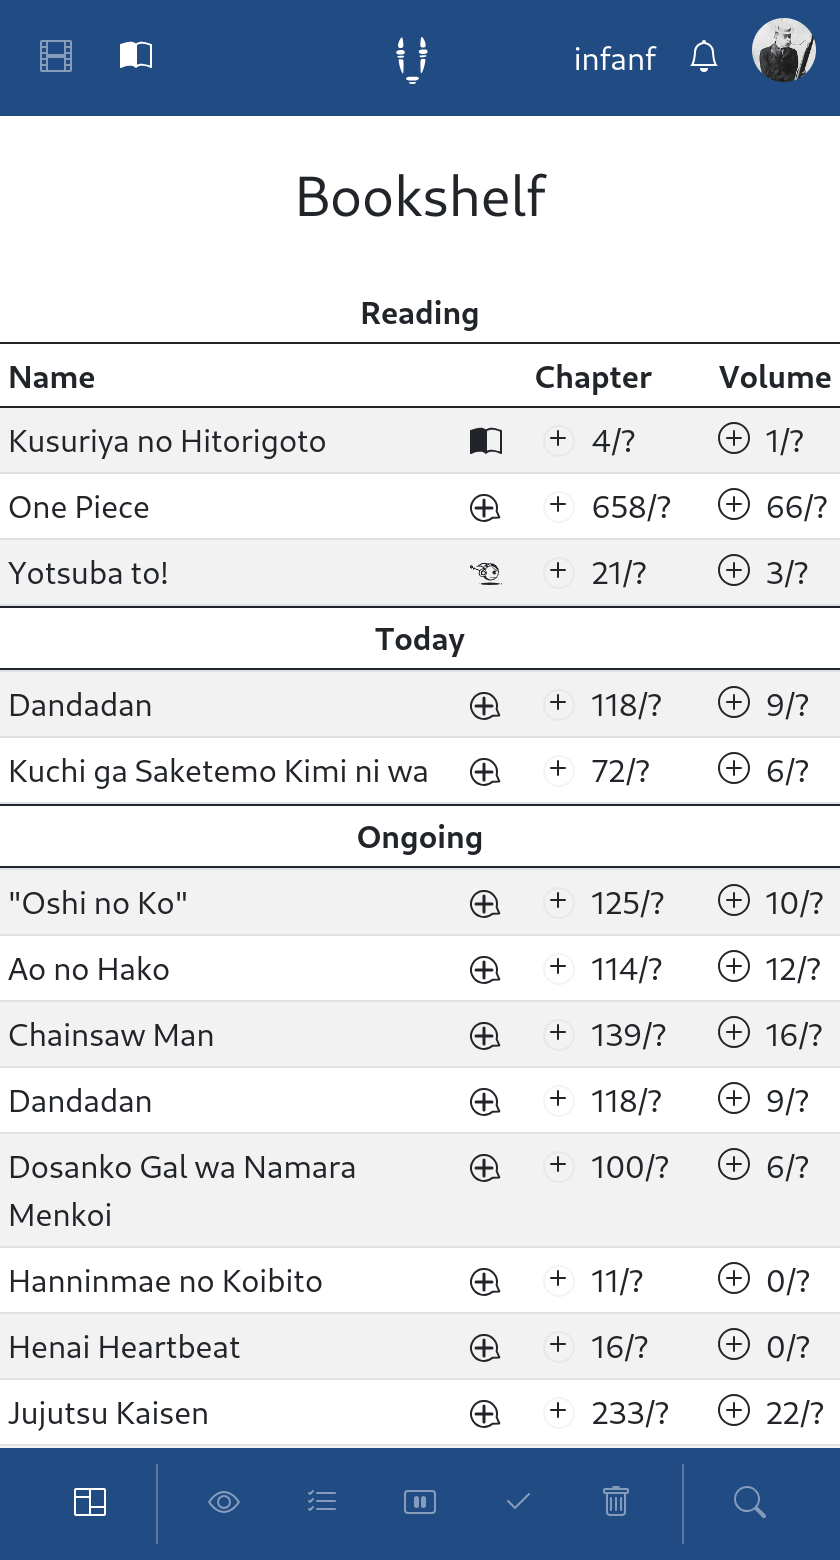 infanf
Bookshelf
Reading
Name Chapter Volume
Kusuriya no Hitorigoto 4/? 1/?
One Piece 658/? 66/?
Yotsuba to! 21/? 3/?
Today
Dandadan 118/? 9/?
Kuchi ga Saketemo Kimi ni wa 72/? 6/?
Ongoing
"Oshi no Ko" 125/? 10/?
Ao no Hako 114/? 12/?
Chainsaw Man 139/? 16/?
Dandadan 118/? 9/?
Dosanko Gal wa Namara 100/? 6/?
Menkoi
Hanninmae no Koibito 11/? 0/?
Henai Heartbeat 16/? 0/?
Jujutsu Kaisen 233/? 22/?